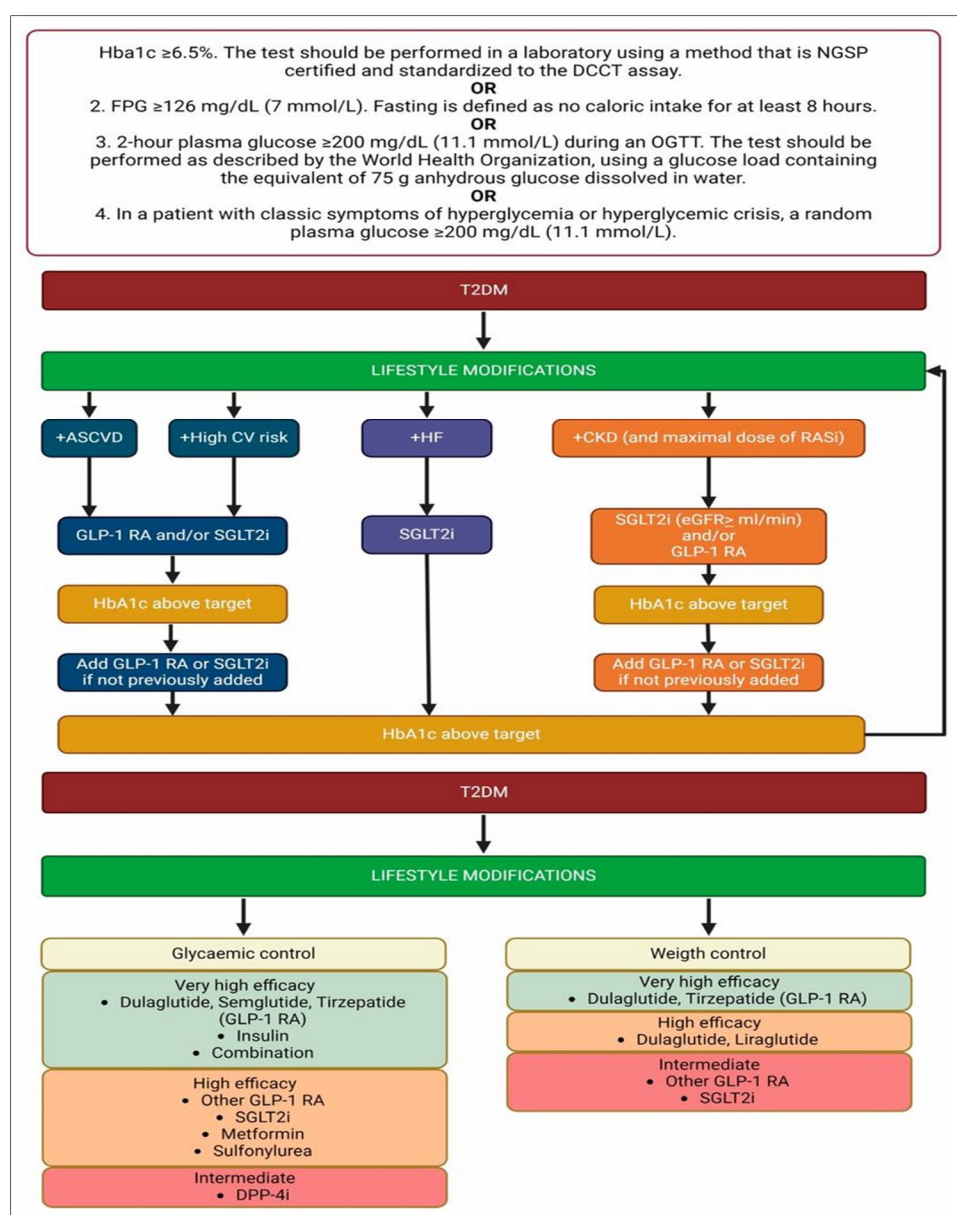 Hba1c ≥6.5%. The test should be performed in a laboratory using a method that is NGSP
certified and standardized to the DCCT assay.
OR
2. FPG ≥126 mg/dL (7 mmol/L). Fasting is defined as no caloric intake for at least 8 hours.
OR
3. 2-hour plasma glucose ≥200 mg/dL (11.1 mmol/L) during an OGTT. The test should be
performed as described by the World Health Organization, using a glucose load containing
the equivalent of 75 g anhydrous glucose dissolved in water.
OR
4. In a patient with classic symptoms of hyperglycemia or hyperglycemic crisis, a random
plasma glucose ≥200 mg/dL (11.1 mmol/L).
T2DM
LIFESTYLE MODIFICATIONS
+ASCVD
+High CV risk
+HF
+CKD (and maximal dose of RASi)
GLP-1 RA and/or SGLT2i
SGLT2i
SGLT2i (eGFR≥ ml/min)
and/or
GLP-1 RA
HbA1c above target
HbA1c above target
Add GLP-1 RA or SGLT2i
if not previously added
Add GLP-1 RA or SGLT2i
if not previously added
HbA1c above target
T2DM
LIFESTYLE MODIFICATIONS
Glycaemic control
Very high efficacy
• Dulaglutide, Semglutide, Tirzepatide
(GLP-1 RA)
• Insulin
• Combination
High efficacy
• Other GLP-1 RA
• SGLT2i
• Metformin
• Sulfonylurea
Intermediate
• DPP-4i
Weigth control
Very high efficacy
• Dulaglutide, Tirzepatide (GLP-1 RA)
High efficacy
• Dulaglutide, Liraglutide
Intermediate
• Other GLP-1 RA
• SGLT2i